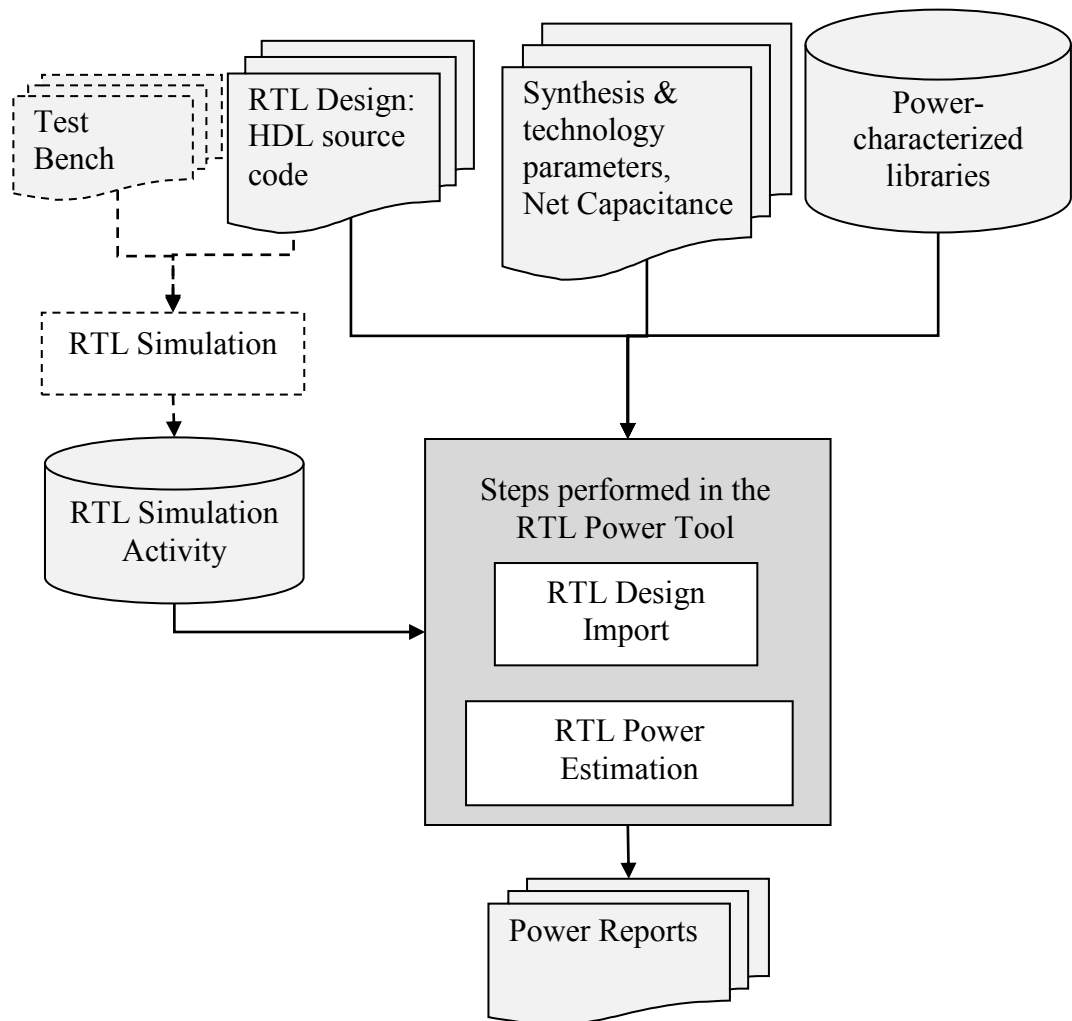 Test
Bench
RTL Design:
HDL source
code
Synthesis &
technology
parameters,
Net Capacitance
Power-
characterized
libraries
RTL Simulation
RTL Simulation
Activity
Steps performed in the
RTL Power Tool
RTL Design
Import
RTL Power
Estimation
Power Reports